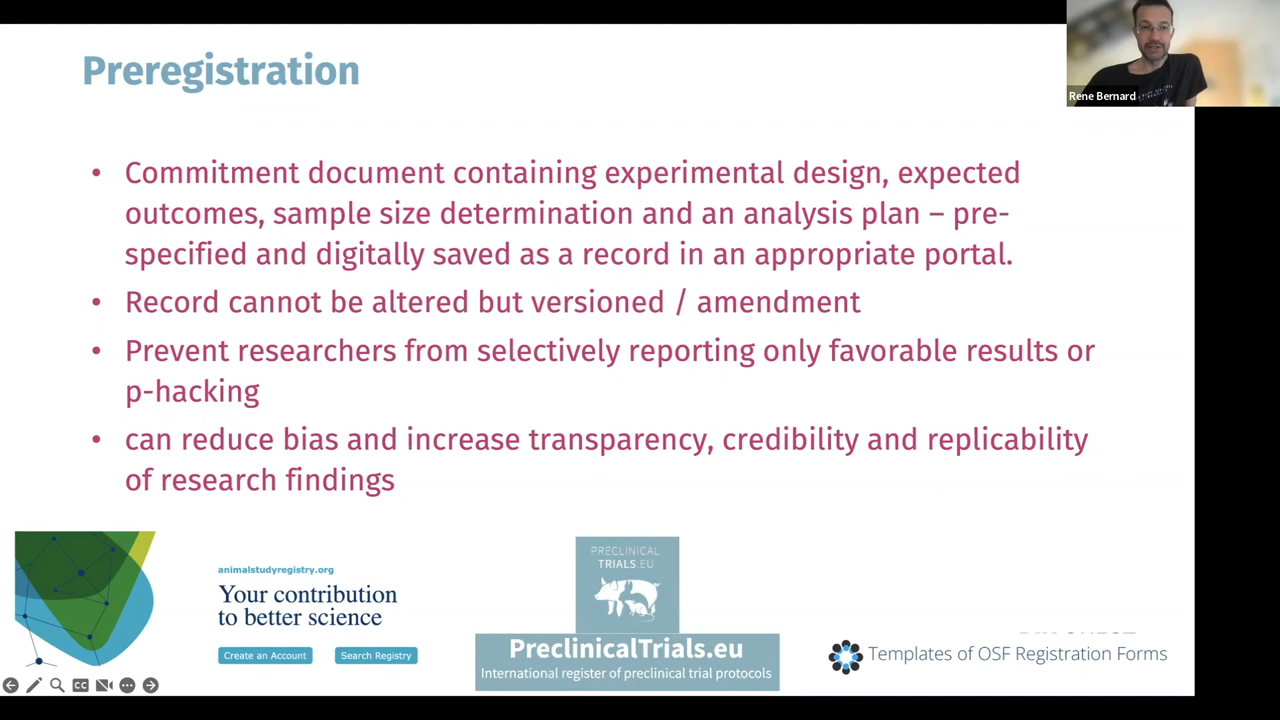 Preregistration
Rene Bernard
• Commitment document containing experimental design, expected
outcomes, sample size determination and an analysis plan – pre-
specified and digitally saved as a record in an appropriate portal.
• Record cannot be altered but versioned / amendment
• Prevent researchers from selectively reporting only favorable results or
p-hacking
• can reduce bias and increase transparency, credibility and replicability
of research findings
animalstudyregistry.org
Your contribution
to better science
Create an Account
Search Registry
PRECLINICAL
TRIALS.EU
PreclinicalTrials.eu
International register of preclinical trial protocols
Templates of OSF Registration Forms
CC